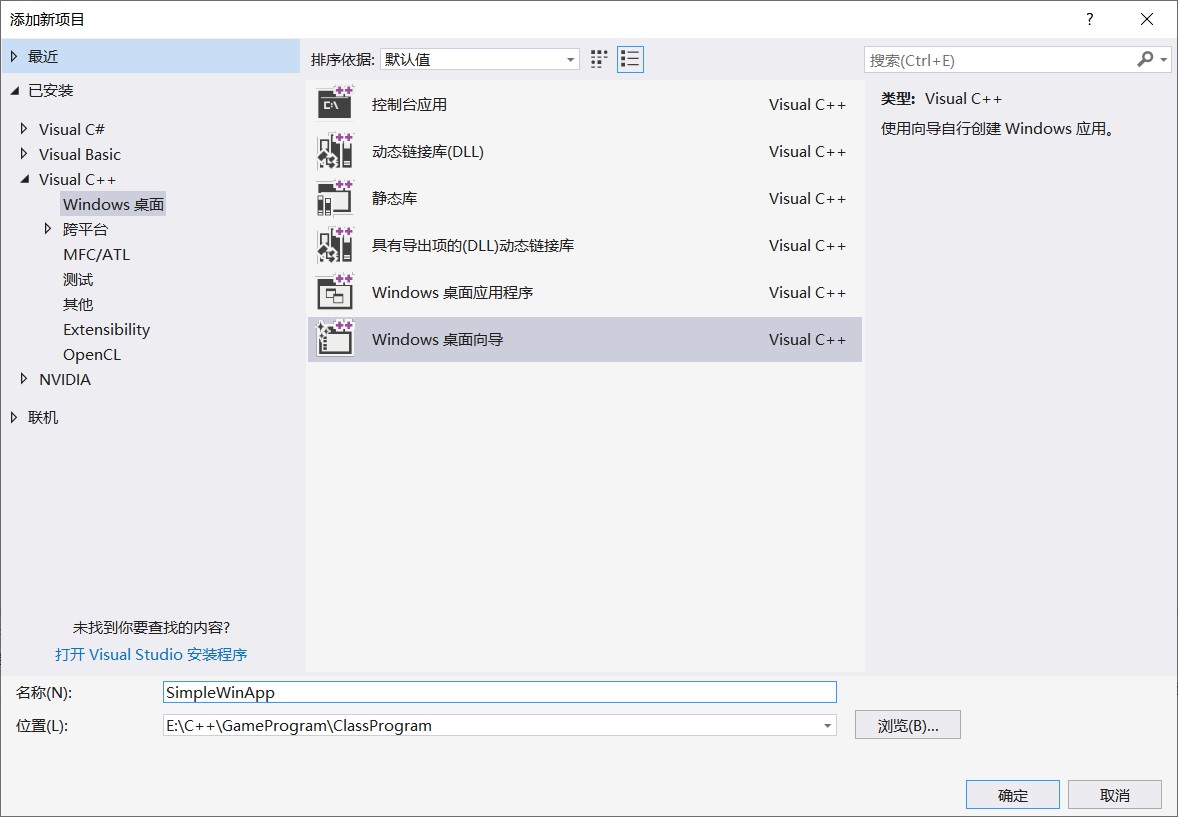 添加新项目
?
最近
已安装
Visual C#
Visual Basic
Visual C++
Windows 桌面
跨平台
MFC/ATL
测试
其他
Extensibility
OpenCL
NVIDIA
联机
未找到你要查找的内容?
打开 Visual Studio 安装程序
排序依据: 默认值
控制台应用 Visual C++
动态链接库(DLL) Visual C++
静态库 Visual C++
具有导出项的(DLL)动态链接库 Visual C++
Windows 桌面应用程序 Visual C++
Windows 桌面向导 Visual C++
搜索(Ctrl+E)
类型: Visual C++
使用向导自行创建 Windows 应用。
名称(N): SimpleWinApp
位置(L): E:\C++\GameProgram\ClassProgram
浏览(B)...
确定 取消